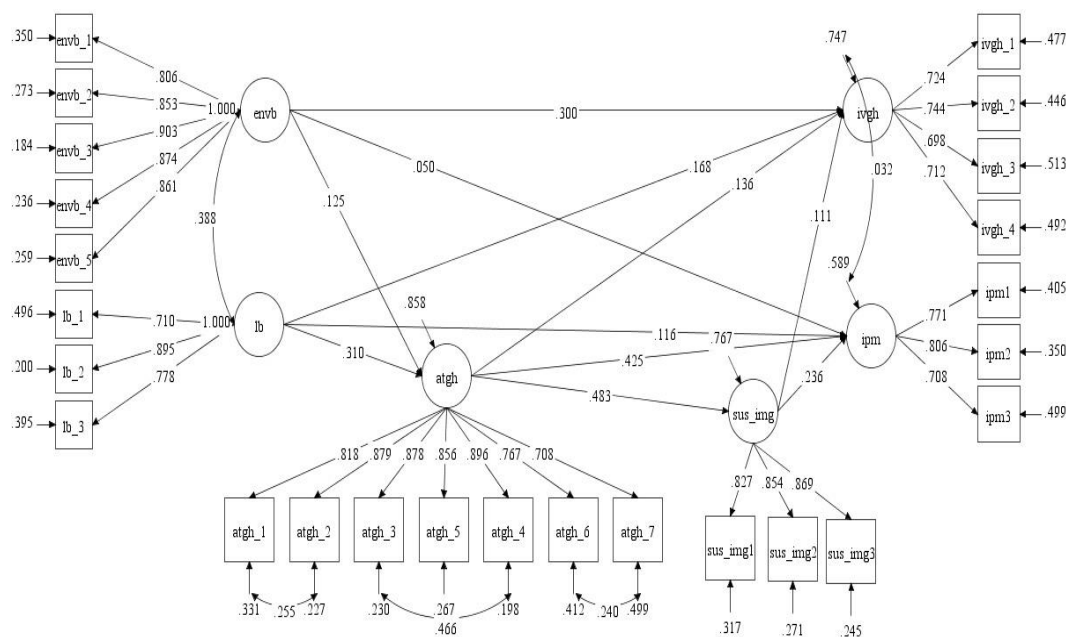 .350
envb_1
.806
.273
envb_2
.853
1.000
envb
.184
envb_3
.903
.874
.236
envb_4
.861
.259
envb_5
.388
.496
lb_1
.710
1.000
lb
.200
lb_2
.895
.395
lb_3
.778
.300
.050
.125
.168
.136
.111
.310
.116
.425
.483
.236
.858
atgh
.767
sus_img
.747
ivgh
.032
.589
ipm
.724
ivgh_1
.477
.744
ivgh_2
.446
.698
ivgh_3
.513
.712
ivgh_4
.492
.771
ipm1
.405
.806
ipm2
.350
.708
ipm3
.499
.818
.879
.878
.856
.896
.767
.708
atgh_1
atgh_2
atgh_3
atgh_5
atgh_4
atgh_6
atgh_7
.331
.255
.227
.230
.267
.198
.412
.240
.499
.466
.827
.854
.869
sus_img1
sus_img2
sus_img3
.317
.271
.245